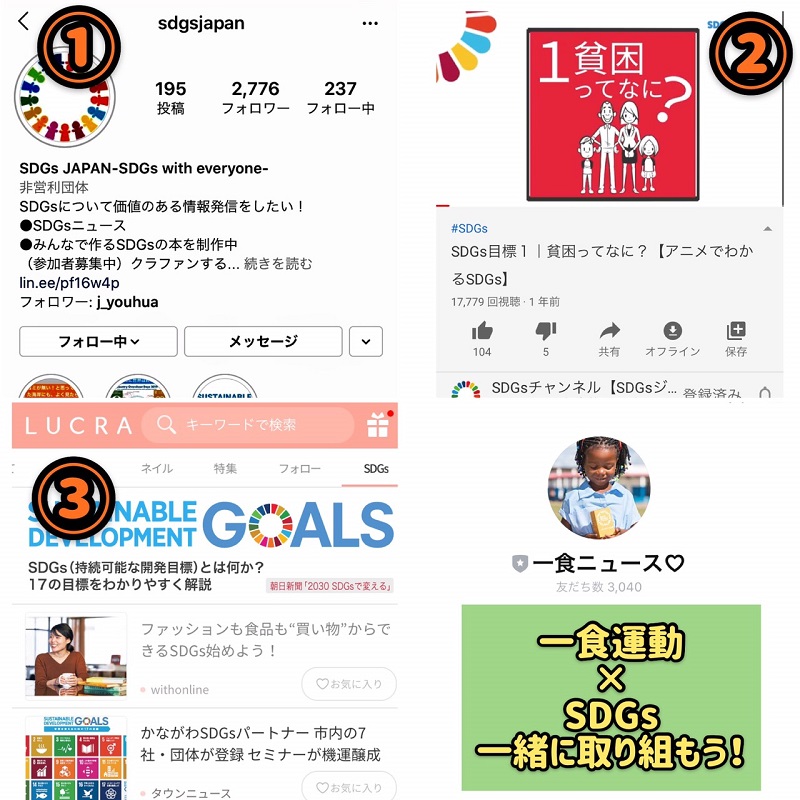 ①
sdgsjapan
195
2,776
237
投稿
フォロワー
フォロー中
SDGs JAPAN-SDGs with everyone-
非営利団体
SDGsについて価値のある情報発信をしたい！
●SDGsニュース
●みんなで作るSDGsの本を制作中
（参加者募集中）クラファンする... 続きを読む
lin.ee/pf16w4p
フォロワー: j_youhua
フォロー中
メッセージ
②
1 貧困
ってなに?
#SDGs
SDGs目標１｜貧困ってなに？【アニメでわか
るSDGs】
17,779 回視聴・1 年前
104
5
共有
オフライン
保存
SDGsチャンネル【SDGsジ...
登録済み
LUCRA
キーワードで検索
③
ネイル
特集
フォロー
SDGs
SUSTAINABLE
DEVELOPMENT
GOALS
SDGs（持続可能な開発目標）とは何か？
17の目標をわかりやすく解説
朝日新聞「2030 SDGsで変える」
ファッションも食品も“買い物”からで
きるSDGs始めよう！
withonline
お気に入り
SUSTAINABLE DEVELOPMENT GOALS
かながわSDGsパートナー 市内の7
社・団体が登録 セミナーが機運醸成
タウンニュース
お気に入り
一食ニュース♡
友だち数 3,040
一食運動
×
SDGs
一緒に取り組もう！